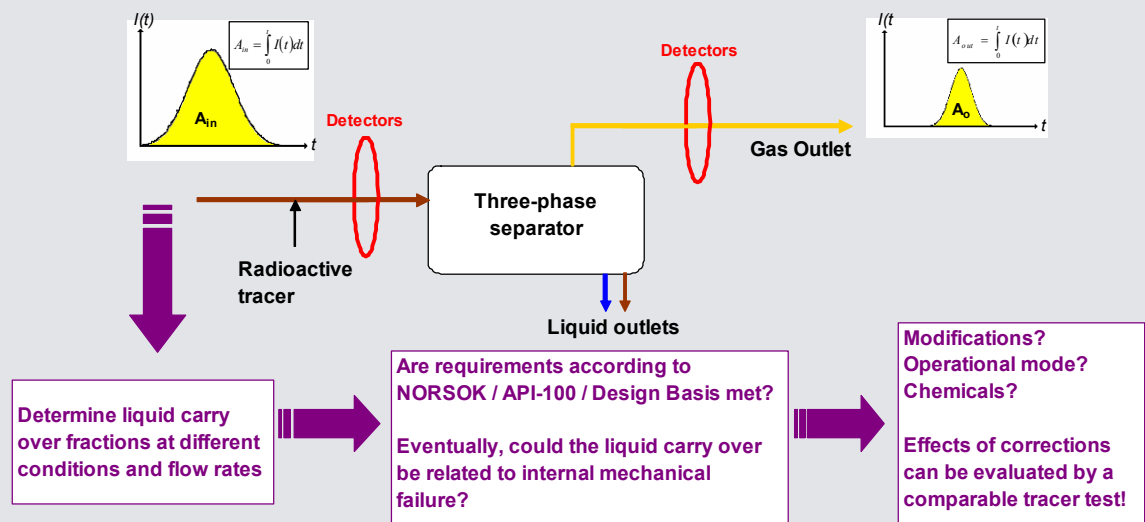 I(t)
A_in = ∫_0^t I(t)dt
A_in
t
Detectors
Detectors
I(t
A_out = ∫_0^t I(t)dt
A_o
t
Gas Outlet
Three-phase
separator
Radioactive
tracer
Liquid outlets
Determine liquid carry
over fractions at different
conditions and flow rates
Are requirements according to
NORSOK / API-100 / Design Basis met?
Eventually, could the liquid carry over
be related to internal mechanical
failure?
Modifications?
Operational mode?
Chemicals?
Effects of corrections
can be evaluated by a
comparable tracer test!